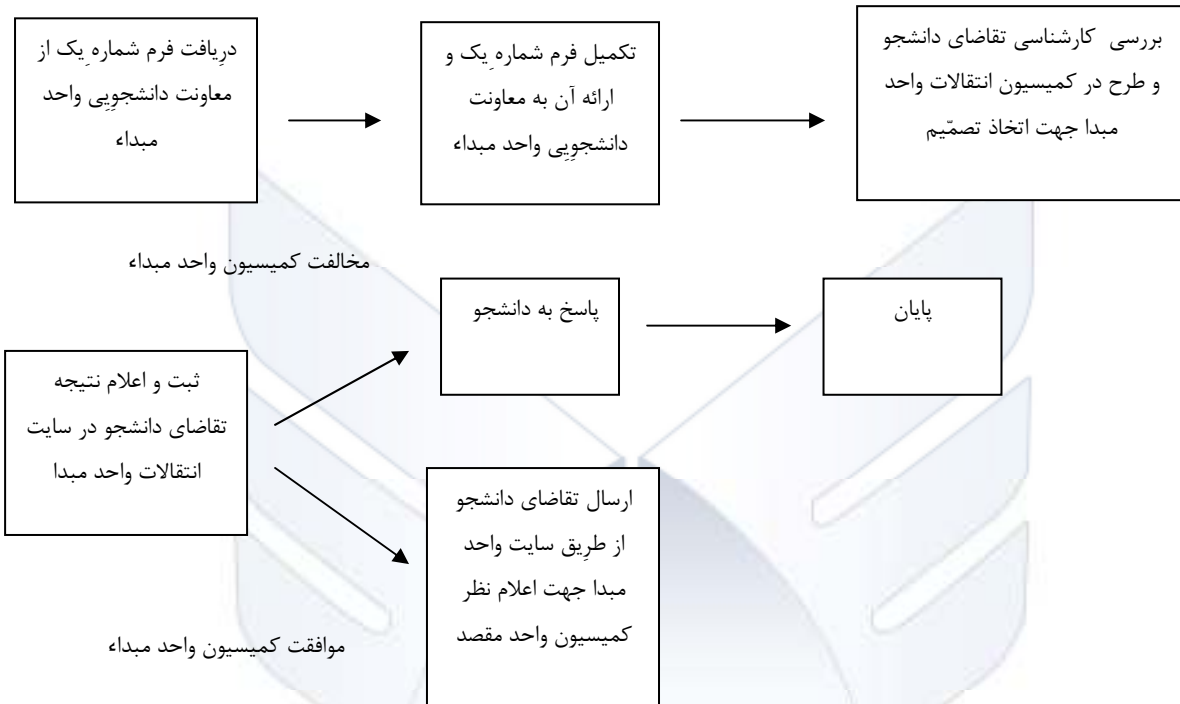 دریافت فرم شماره یک از
معاونت دانشجویی واحد
مبداء
تکمیل فرم شماره یک و
ارائه آن به معاونت
دانشجویی واحد مبداء
بررسی کارشناسی تقاضای دانشجو
و طرح در کمیسیون انتقالات واحد
مبدا جهت اتخاذ تصمّیم
مخالفت کمیسیون واحد مبداء
پاسخ به دانشجو
پایان
ثبت و اعلام نتیجه
تقاضای دانشجو در سایت
انتقالات واحد مبدا
ارسال تقاضای دانشجو
از طریق سایت واحد
مبدا جهت اعلام نظر
کمیسیون واحد مقصد
موافقت کمیسیون واحد مبداء